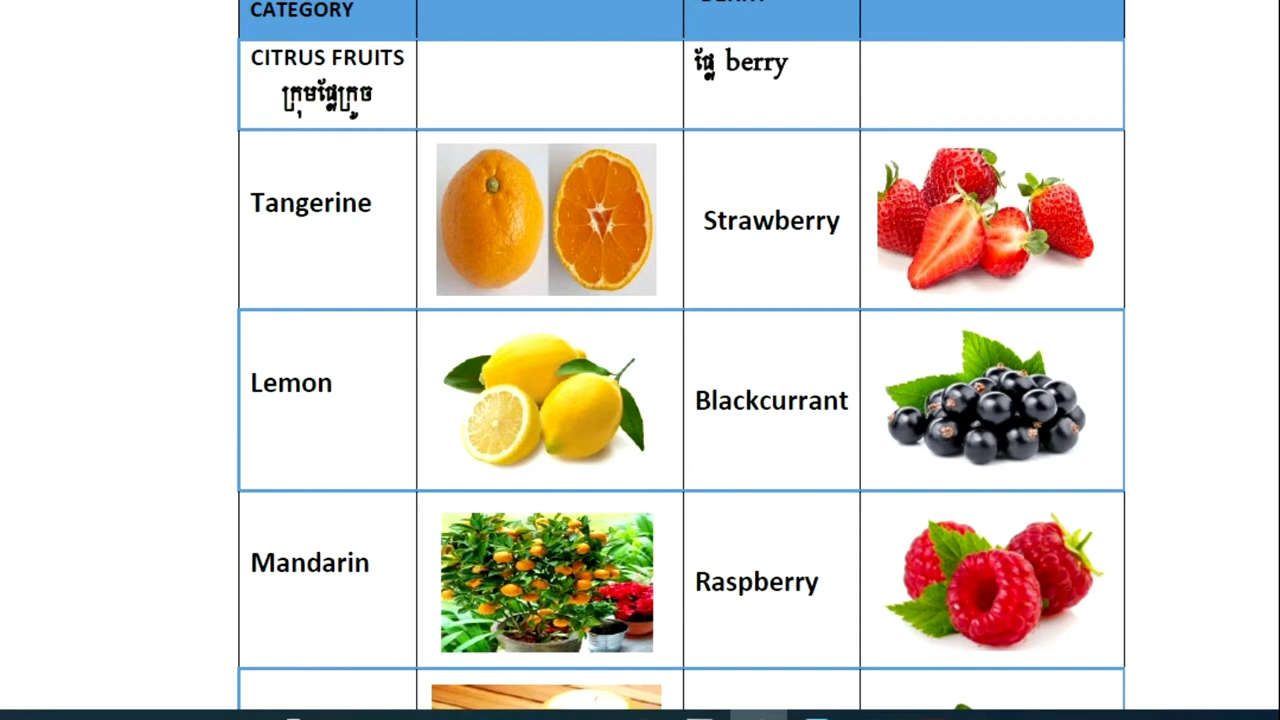 CATEGORY
CITRUS FRUITS
ក្រុមផ្លែក្រូច
ផ្លែ berry
Tangerine
Strawberry
Lemon
Blackcurrant
Mandarin
Raspberry